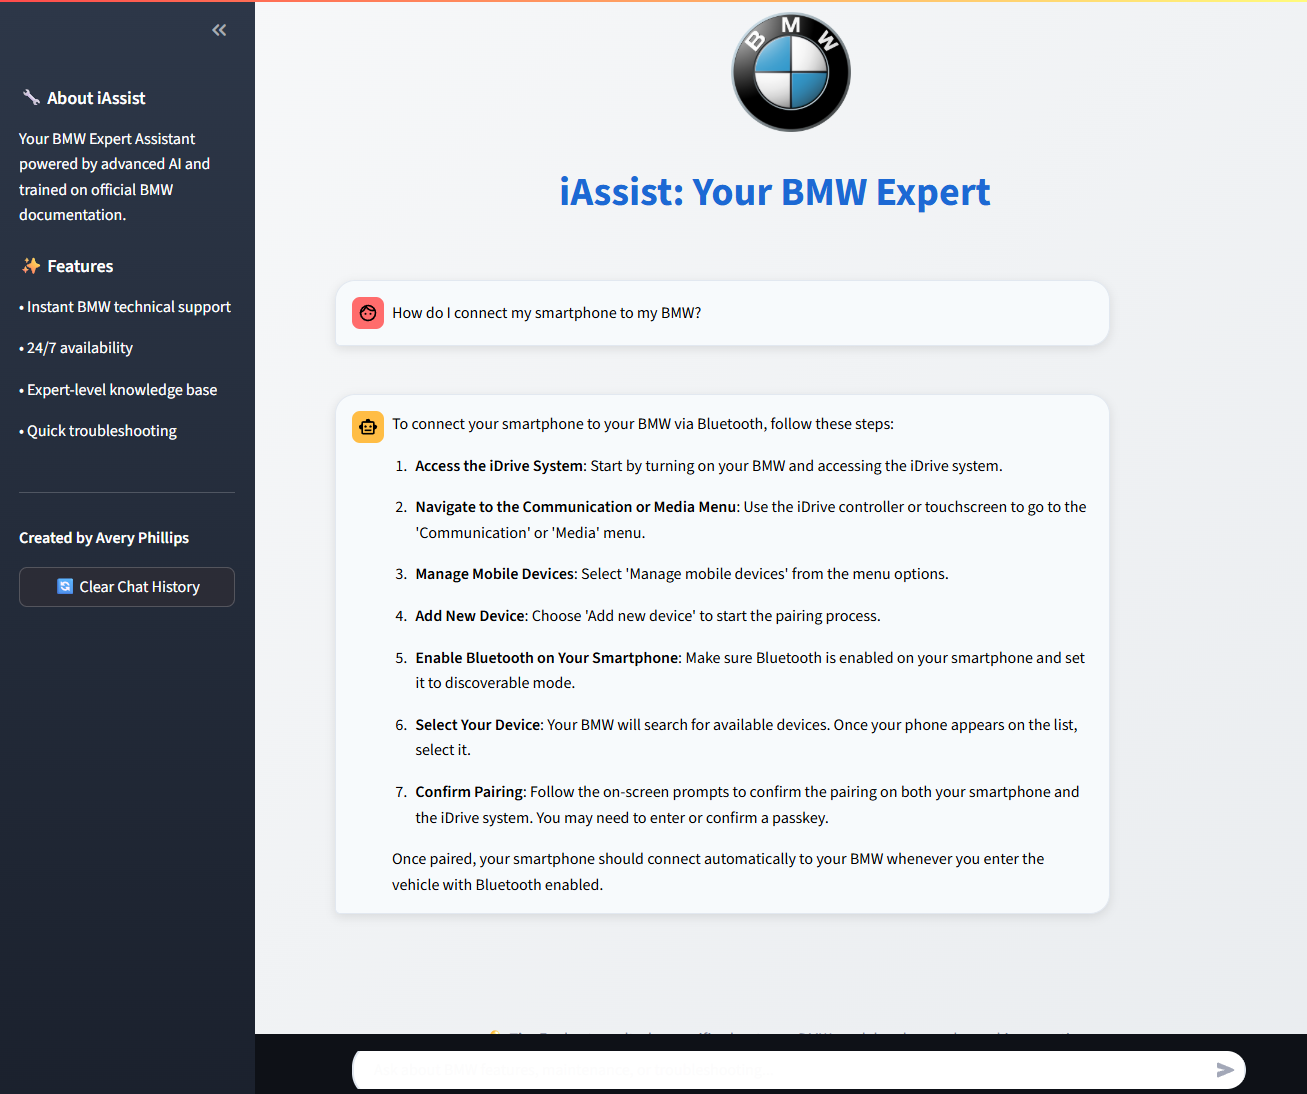 About iAssist
Your BMW Expert Assistant
powered by advanced AI and
trained on official BMW
documentation.
Features
• Instant BMW technical support
• 24/7 availability
• Expert-level knowledge base
• Quick troubleshooting
Created by Avery Phillips
Clear Chat History
BMW
iAssist: Your BMW Expert
How do I connect my smartphone to my BMW?
To connect your smartphone to your BMW via Bluetooth, follow these steps:
1. Access the iDrive System: Start by turning on your BMW and accessing the iDrive system.
2. Navigate to the Communication or Media Menu: Use the iDrive controller or touchscreen to go to the
'Communication' or 'Media' menu.
3. Manage Mobile Devices: Select 'Manage mobile devices' from the menu options.
4. Add New Device: Choose 'Add new device' to start the pairing process.
5. Enable Bluetooth on Your Smartphone: Make sure Bluetooth is enabled on your smartphone and set
it to discoverable mode.
6. Select Your Device: Your BMW will search for available devices. Once your phone appears on the list,
select it.
7. Confirm Pairing: Follow the on-screen prompts to confirm the pairing on both your smartphone and
the iDrive system. You may need to enter or confirm a passkey.
Once paired, your smartphone should connect automatically to your BMW whenever you enter the
vehicle with Bluetooth enabled.